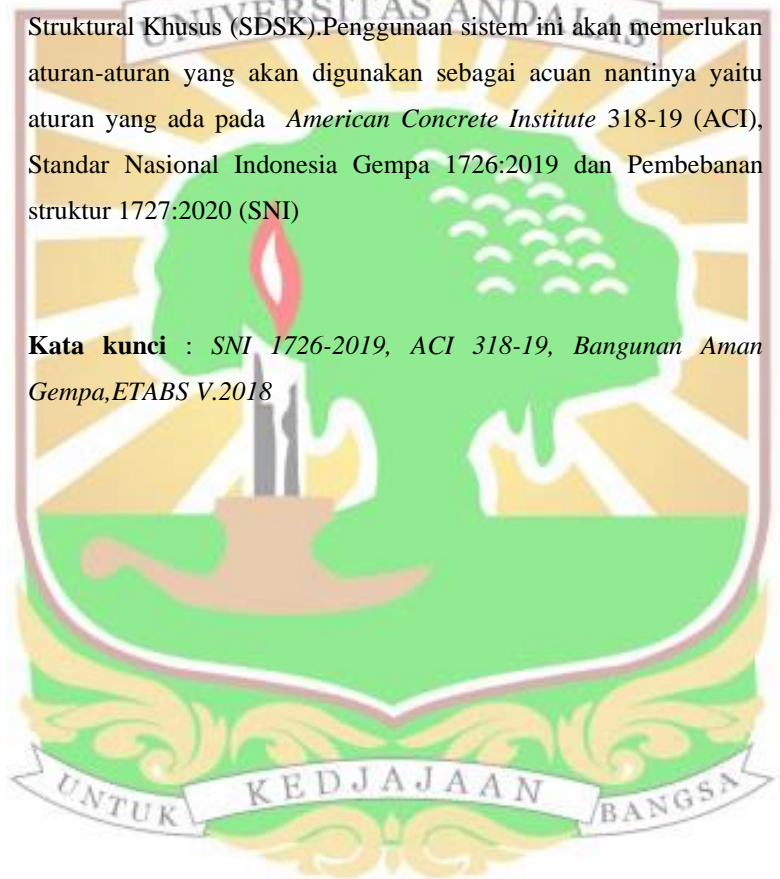 UNIVERSITAS ANDALAS
Struktural Khusus (SDSK).Penggunaan sistem ini akan memerlukan
aturan-aturan yang akan digunakan sebagai acuan nantinya yaitu
aturan yang ada pada American Concrete Institute 318-19 (ACI),
Standar Nasional Indonesia Gempa 1726:2019 dan Pembebanan
struktur 1727:2020 (SNI)
Kata kunci : SNI 1726-2019, ACI 318-19, Bangunan Aman
Gempa,ETABS V.2018
UNTUK KEDJAJAAN BANGSA